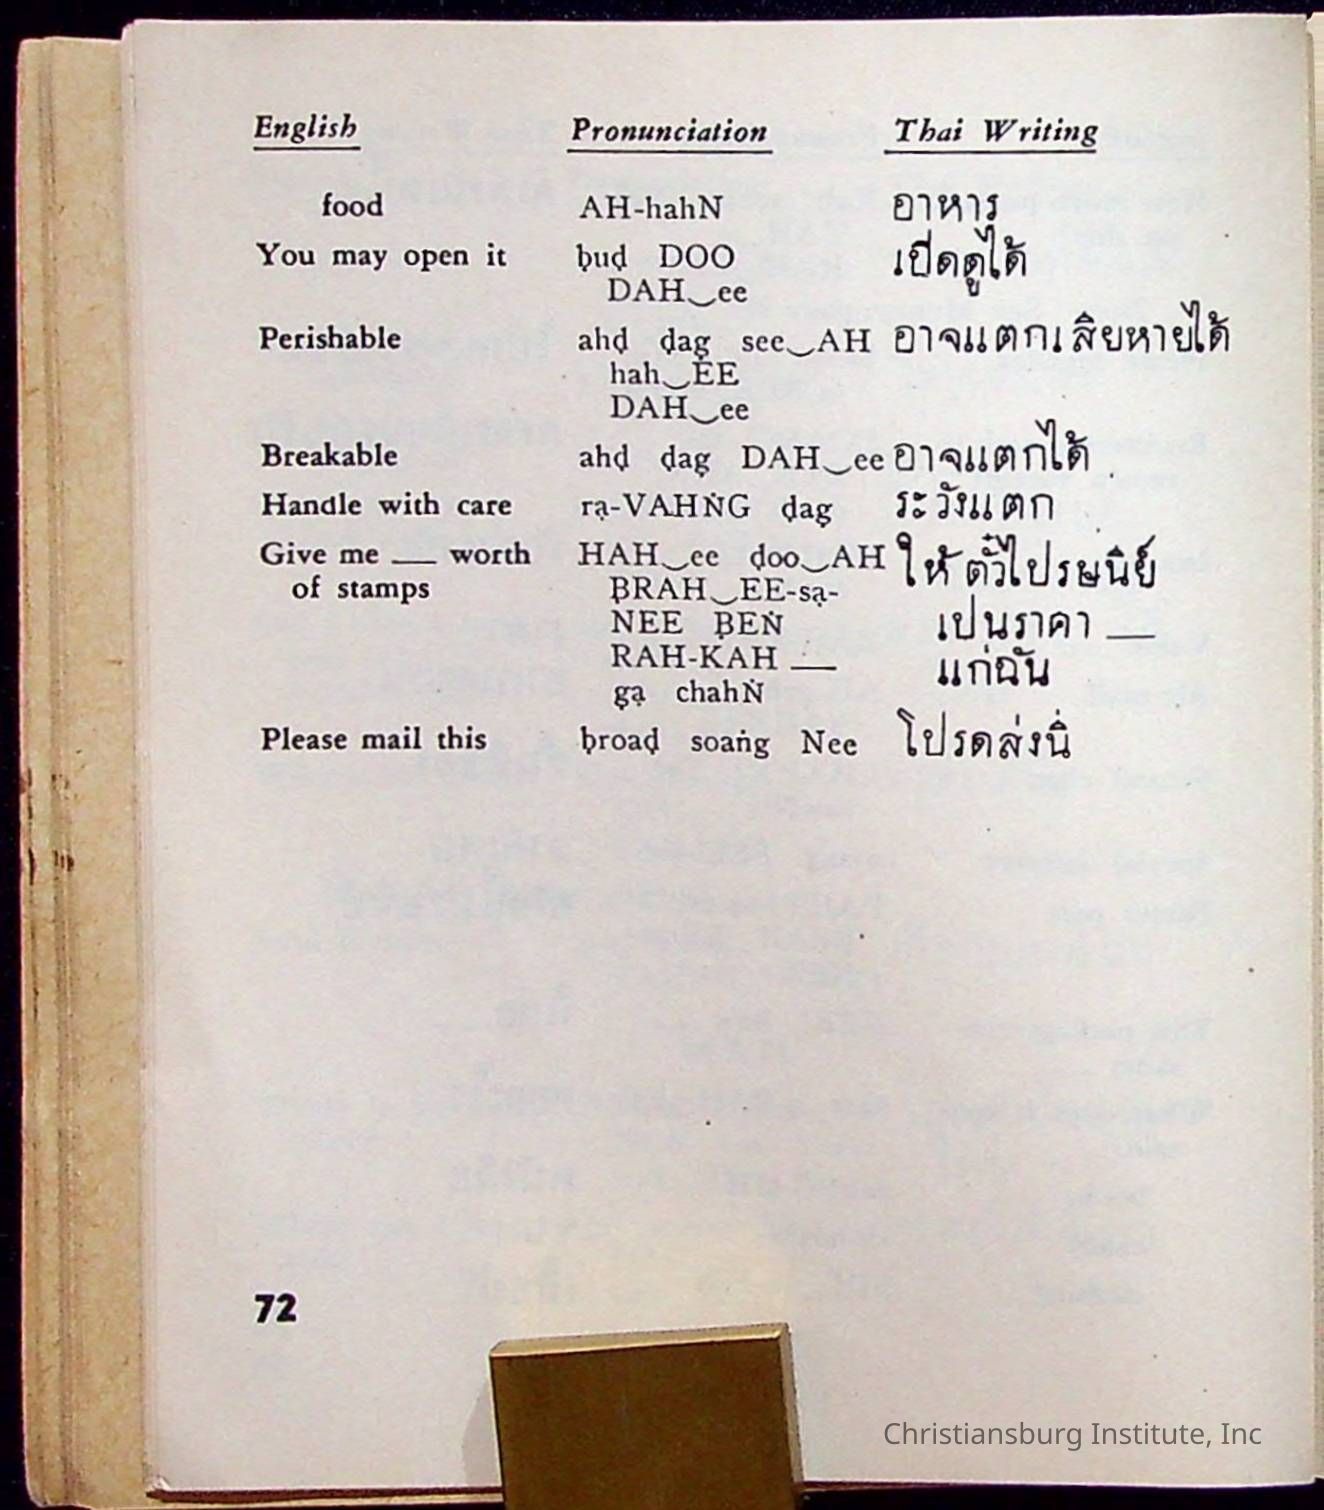 English Pronunciation Thai Writing
food AH-hahN อาหาร
You may open it ḅuḍ DOO เปีดดูได้
DAH‿ee
Perishable ahḍ ḍag̣ see‿AH อาจแตกเสียหายได้
hah‿EE
DAH‿ee
Breakable ahḍ ḍag̣ DAH‿ee อาจแตกได้
Handle with care rạ-VAHṄG ḍag̣ ระวังแตก
Give me ___ worth HAH‿ee ḍoo‿AH ให้ตั๋วไปรษนีย์
of stamps ḄRAH‿EE-sạ-
NEE ḄEṄ เปนราคา ___
RAH-KAH ___ แก่ฉัน
g̣ạ chahṄ
Please mail this ḅroaḍ soaṅg Nee โปรดส่งนี่
72
Christiansburg Institute, Inc